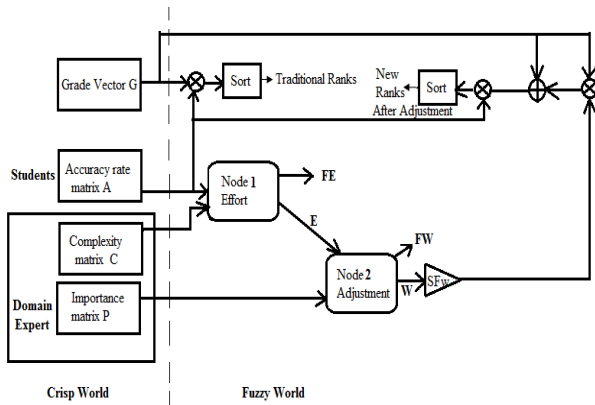 Grade Vector G
Sort
Traditional Ranks
New
Ranks
After Adjustment
Sort
Students
Accuracy rate
matrix A
Node 1
Effort
FE
E
Complexity
matrix C
Domain
Expert
Importance
matrix P
Node 2
Adjustment
FW
W
SFw
Crisp World
Fuzzy World